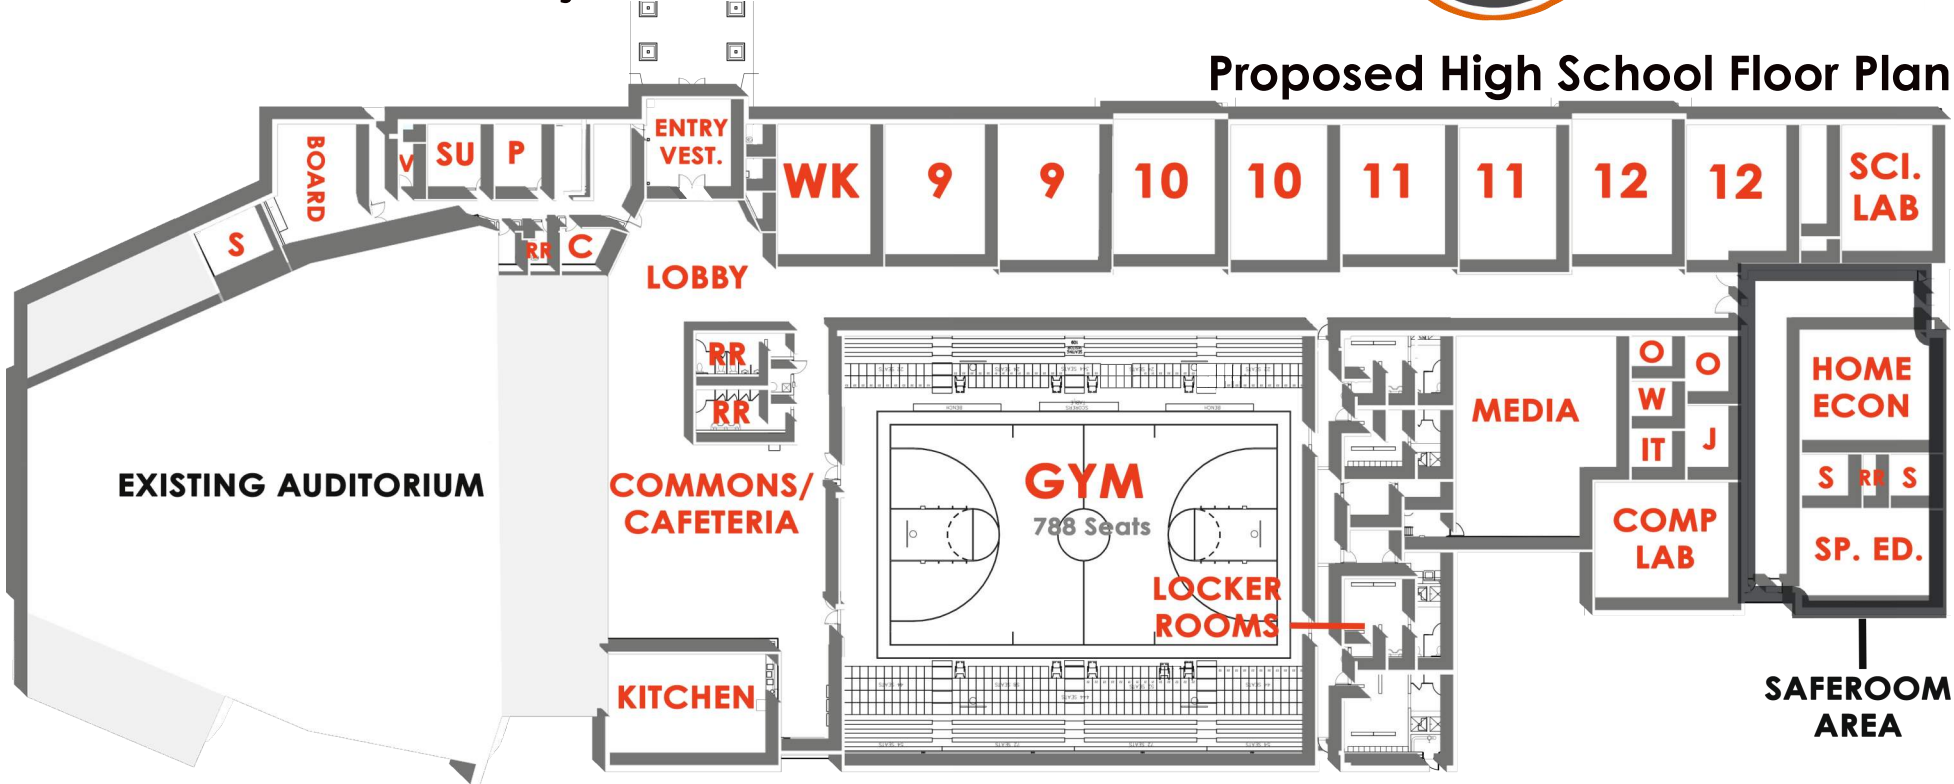 Proposed High School Floor Plan
BOARD
V
SU
P
ENTRY
VEST.
WK
9
9
10
10
11
11
12
12
SCI.
LAB
S
RR
C
LOBBY
RR
RR
HOME
ECON
O
O
W
MEDIA
IT
J
S
RR
S
EXISTING AUDITORIUM
COMMONS/
CAFETERIA
GYM
788 Seats
COMP
LAB
SP. ED.
LOCKER
ROOMS
KITCHEN
SAFEROOM
AREA
BENCH
BENCH